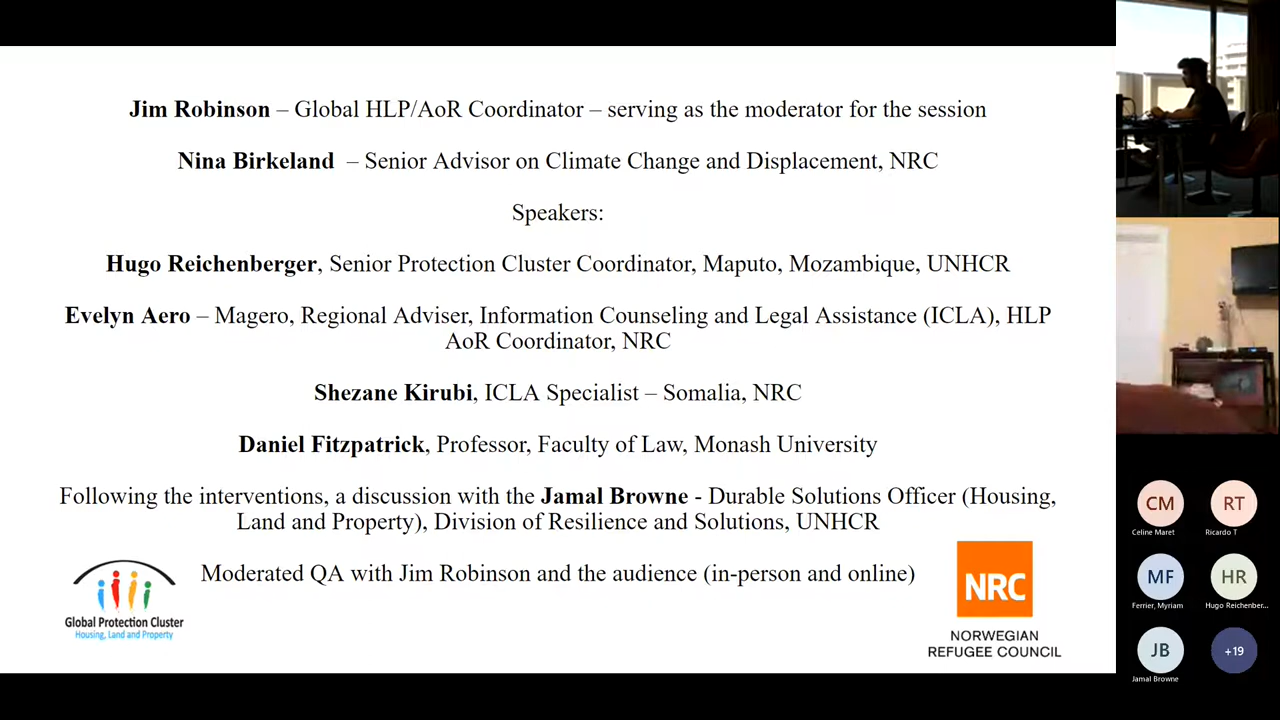 Jim Robinson – Global HLP/AoR Coordinator – serving as the moderator for the session
Nina Birkeland – Senior Advisor on Climate Change and Displacement, NRC
Speakers:
Hugo Reichenberger, Senior Protection Cluster Coordinator, Maputo, Mozambique, UNHCR
Evelyn Aero – Magero, Regional Adviser, Information Counseling and Legal Assistance (ICLA), HLP
AoR Coordinator, NRC
Shezane Kirubi, ICLA Specialist – Somalia, NRC
Daniel Fitzpatrick, Professor, Faculty of Law, Monash University
Following the interventions, a discussion with the Jamal Browne - Durable Solutions Officer (Housing,
Land and Property), Division of Resilience and Solutions, UNHCR
Moderated QA with Jim Robinson and the audience (in-person and online)
Global Protection Cluster
Housing, Land and Property
NRC
NORWEGIAN
REFUGEE COUNCIL
CM
Celine Maret
RT
Ricardo T
MF
Ferrier, Myriam
HR
Hugo Reichenber...
JB
Jamal Browne
+19